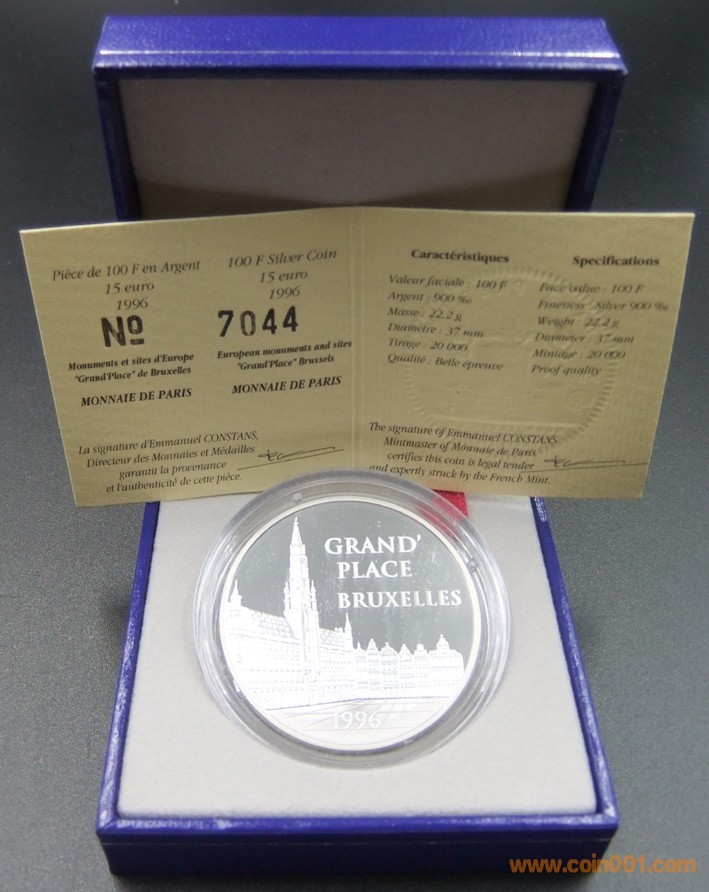 Pièce de 100 F en Argent
15 euro
1996
Nº
Monuments et sites d'Europe
"Grand'Place" de Bruxelles
MONNAIE DE PARIS
100 F Silver Coin
15 euro
1996
7044
European monuments and sites
"Grand'Place" Brussels
MONNAIE DE PARIS
La signature d'Emmanuel CONSTANS,
Directeur des Monnaies et Médailles
garantit la provenance
et l'authenticité de cette pièce.
Caractéristiques
Valeur faciale : 100 F
Argent : 900 ‰
Masse : 22.2 g
Diamètre : 37 mm
Tirage : 20 000
Qualité : Belle épreuve
Specifications
Face value : 100 F
Fineness : Silver 900 ‰
Weight : 22.2 g
Diameter : 37 mm
Mintage : 20 000
Proof quality
The signature of Emmanuel CONSTANS,
Mintmaster of Monnaie de Paris,
certifies this coin is legal tender
and expertly struck by the French Mint.
GRAND'
PLACE
BRUXELLES
1996
www.coin001.com